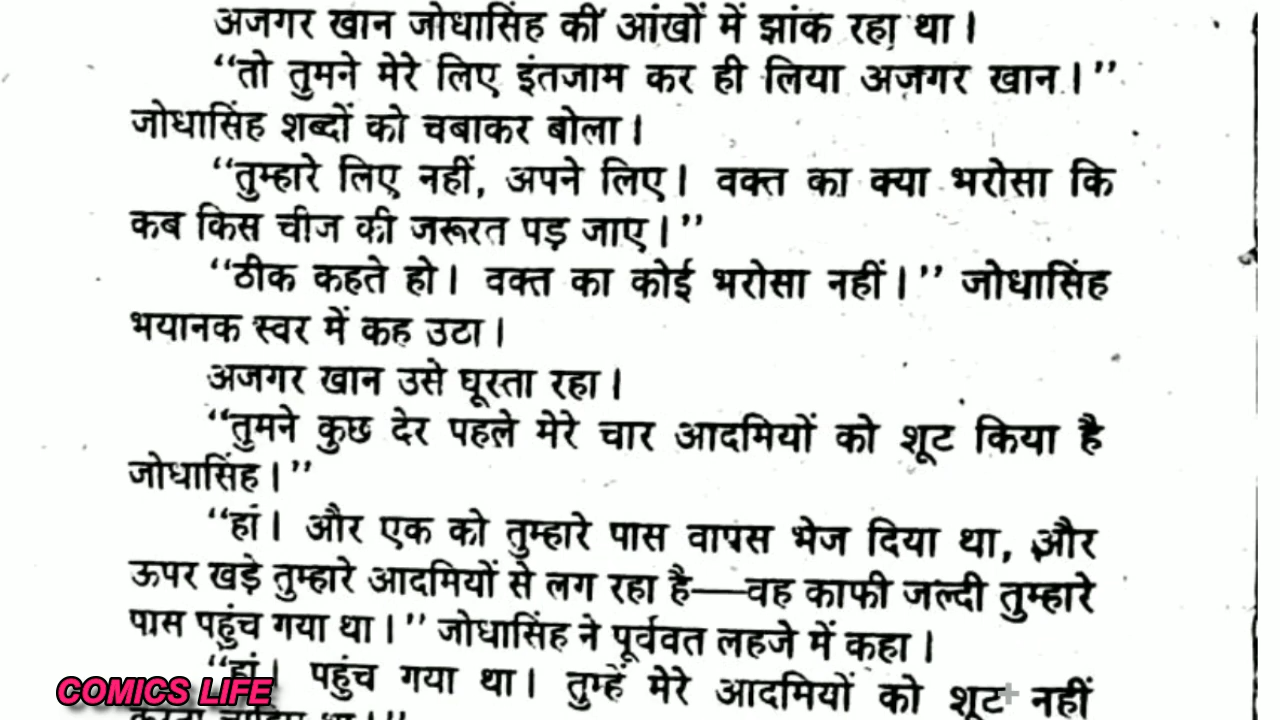 अजगर खान जोधासिंह की आंखों में झांक रहा था।
“तो तुमने मेरे लिए इंतजाम कर ही लिया अजगर खान।”
जोधासिंह शब्दों को चबाकर बोला।
“तुम्हारे लिए नहीं, अपने लिए। वक्त का क्या भरोसा कि
कब किस चीज की जरूरत पड़ जाए।”
“ठीक कहते हो। वक्त का कोई भरोसा नहीं।” जोधासिंह
भयानक स्वर में कह उटा।
अजगर खान उसे घूरता रहा।
“तुमने कुछ देर पहले मेरे चार आदमियों को शूट किया है
जोधासिंह।”
“हां। और एक को तुम्हारे पास वापस भेज दिया था, और
ऊपर खड़े तुम्हारे आदमियों से लग रहा है—वह काफी जल्दी तुम्हारे
पास पहुंच गया था।” जोधासिंह ने पूर्ववत लहजे में कहा।
“हां। पहुंच गया था। तुम्हें मेरे आदमियों को शूट नहीं
COMICS LIFE